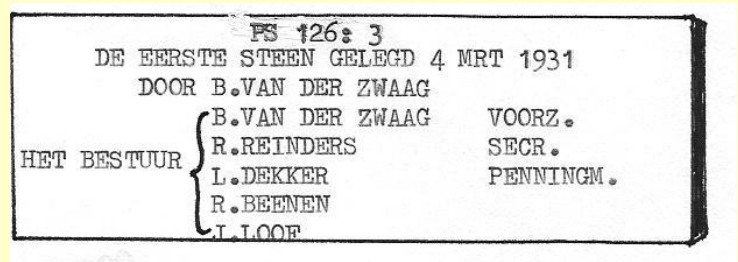 PS 126: 3
DE EERSTE STEEN GELEGD 4 MRT 1931
DOOR B.VAN DER ZWAAG
B.VAN DER ZWAAG VOORZ.
R.REINDERS SECR.
HET BESTUUR L.DEKKER PENNINGM.
R.BEENEN
J.LOOF